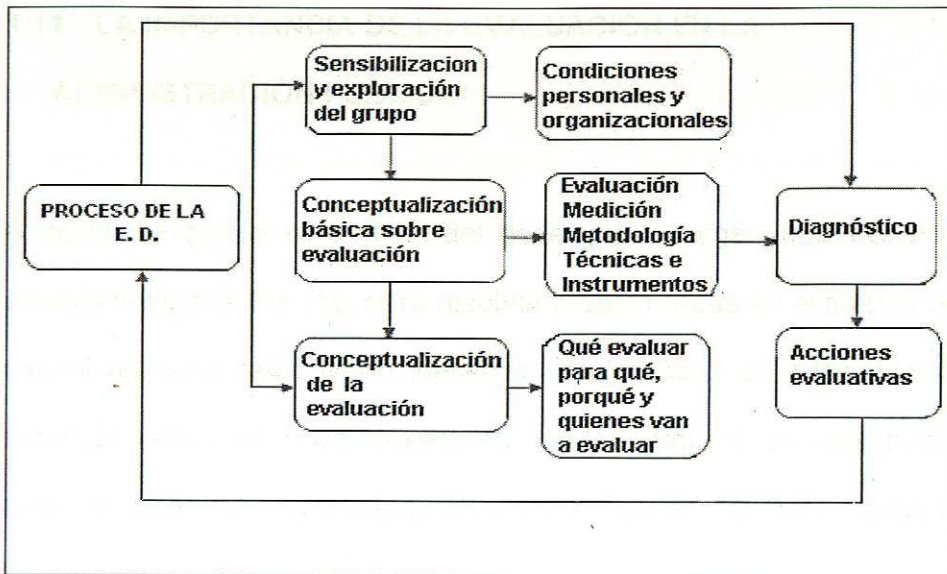 Sensibilizacion
y exploración
del grupo
Condiciones
personales y
organizacionales
PROCESO DE LA
E. D.
Conceptualización
básica sobre
evaluación
Evaluación
Medición
Metodología
Técnicas e
Instrumentos
Diagnóstico
Conceptualización
de la
evaluación
Qué evaluar
para qué,
porqué y
quienes van
a evaluar
Acciones
evaluativas